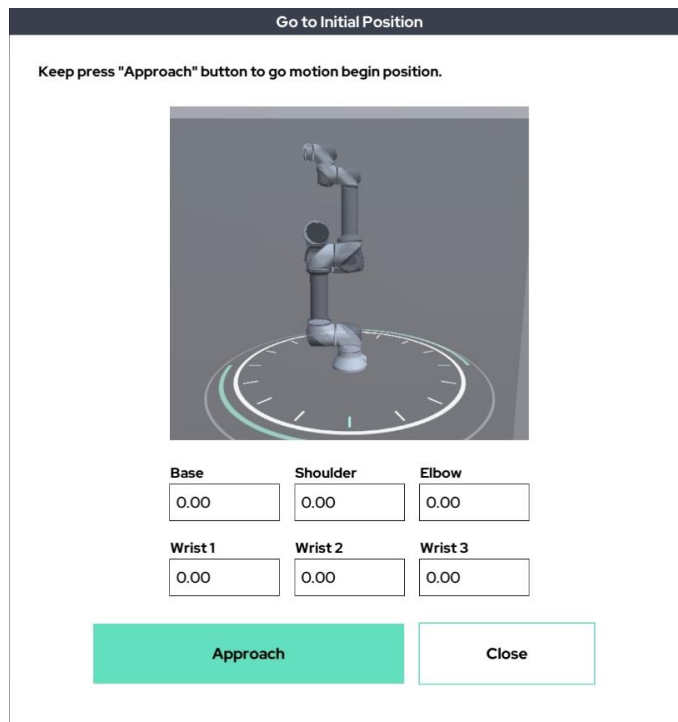 Go to Initial Position
Keep press "Approach" button to go motion begin position.
Base Shoulder Elbow
0.00 0.00 0.00
Wrist 1 Wrist 2 Wrist 3
0.00 0.00 0.00
Approach Close